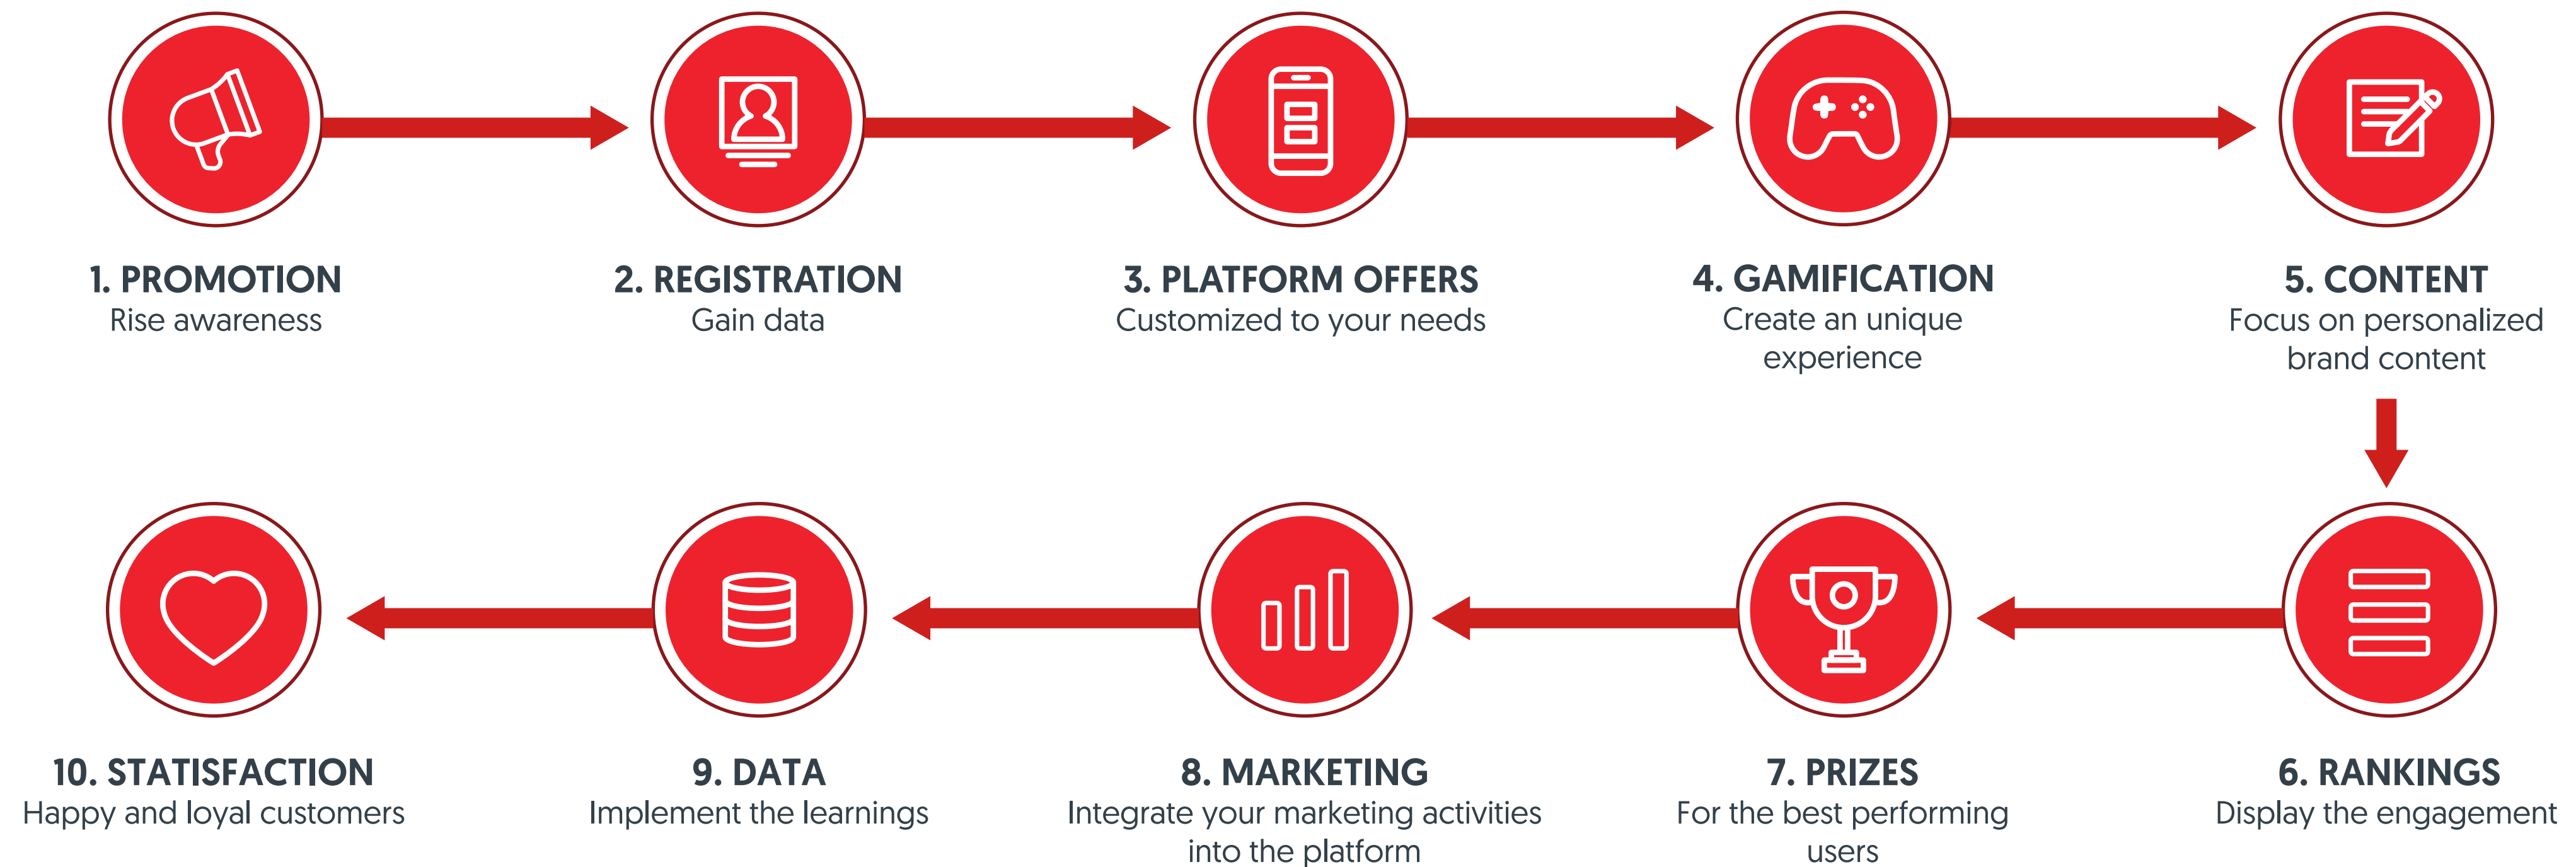 1. PROMOTION
Rise awareness
2. REGISTRATION
Gain data
3. PLATFORM OFFERS
Customized to your needs
4. GAMIFICATION
Create an unique
experience
5. CONTENT
Focus on personalized
brand content
6. RANKINGS
Display the engagement
7. PRIZES
For the best performing
users
8. MARKETING
Integrate your marketing activities
into the platform
9. DATA
Implement the learnings
10. STATISFACTION
Happy and loyal customers